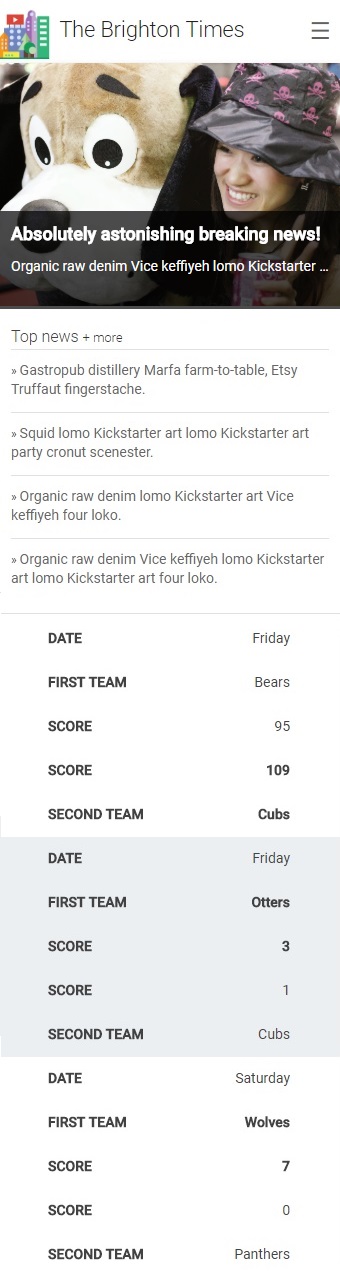 The Brighton Times
☰
Absolutely astonishing breaking news!
Organic raw denim Vice keffiyeh lomo Kickstarter ...
Top news + more
» Gastropub distillery Marfa farm-to-table, Etsy
Truffaut fingerstache.
» Squid lomo Kickstarter art lomo Kickstarter art
party cronut scenester.
» Organic raw denim lomo Kickstarter art Vice
keffiyeh four loko.
» Organic raw denim Vice keffiyeh lomo Kickstarter
art lomo Kickstarter art four loko.
DATE Friday
FIRST TEAM Bears
SCORE 95
SCORE 109
SECOND TEAM Cubs
DATE Friday
FIRST TEAM Otters
SCORE 3
SCORE 1
SECOND TEAM Cubs
DATE Saturday
FIRST TEAM Wolves
SCORE 7
SCORE 0
SECOND TEAM Panthers